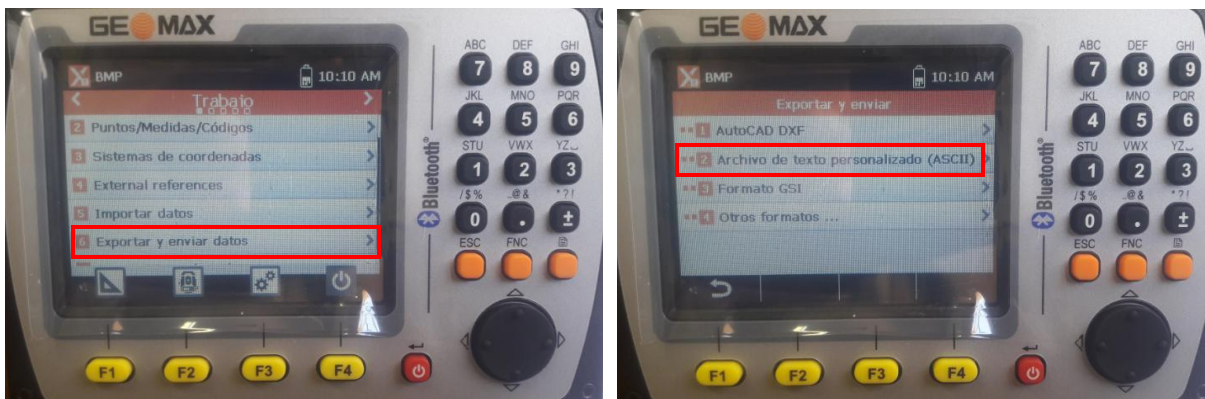 GEOMAX
BMP
10:10 AM
Trabajo
2 Puntos/Medidas/Códigos
3 Sistemas de coordenadas
4 External references
5 Importar datos
6 Exportar y enviar datos
Bluetooth®
ABC DEF GHI
7 8 9
JKL MNO PQR
4 5 6
STU VWX YZ
1 2 3
/$% .@& *?!
0 . ±
ESC FNC
F1 F2 F3 F4
GEOMAX
BMP
10:10 AM
Exportar y enviar
1 AutoCAD DXF
2 Archivo de texto personalizado (ASCII)
3 Formato GSI
4 Otros formatos ...
Bluetooth®
ABC DEF GHI
7 8 9
JKL MNO PQR
4 5 6
STU VWX YZ
1 2 3
/$% .@& *?!
0 . ±
ESC FNC
F1 F2 F3 F4